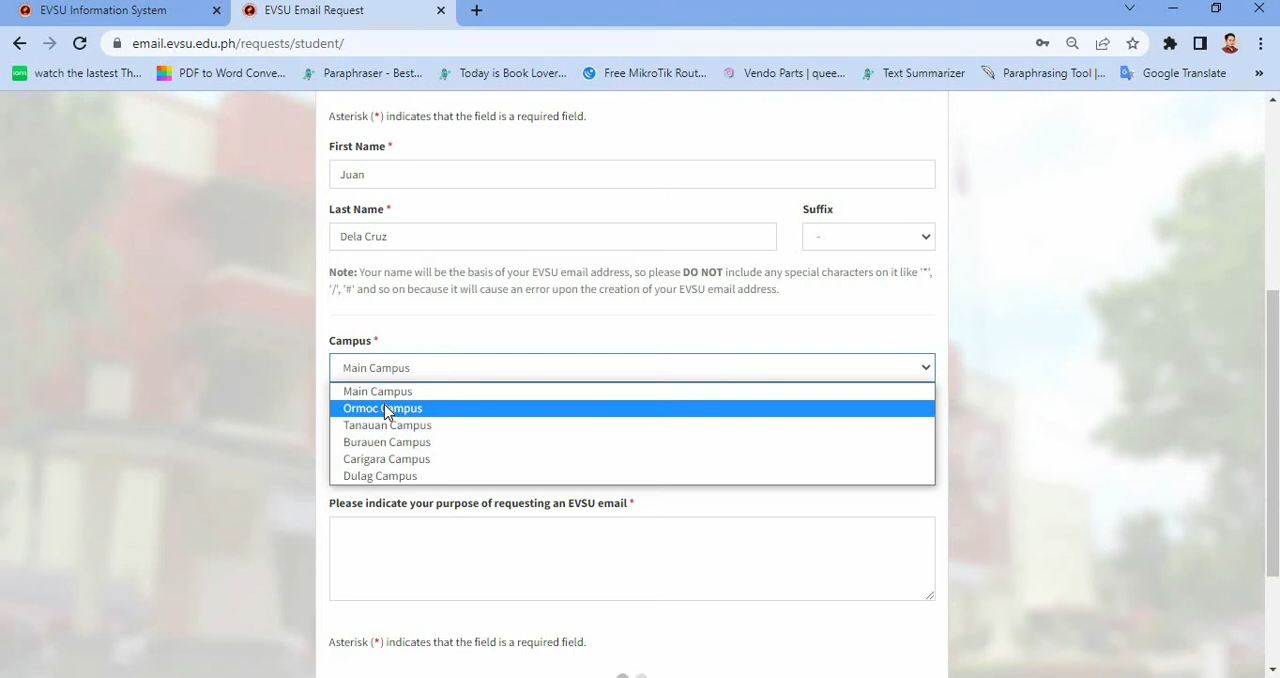 EVSU Information System
EVSU Email Request
email.evsu.edu.ph/requests/student/
watch the lastest Th...
PDF to Word Conve...
Paraphraser - Best...
Today is Book Lover...
Free MikroTik Rout...
Vendo Parts | quee...
Text Summarizer
Paraphrasing Tool |...
Google Translate
Asterisk (*) indicates that the field is a required field.
First Name *
Juan
Last Name *
Suffix
Dela Cruz
-
Note: Your name will be the basis of your EVSU email address, so please DO NOT include any special characters on it like '*',
'/', '#' and so on because it will cause an error upon the creation of your EVSU email address.
Campus *
Main Campus
Main Campus
Ormoc Campus
Tanauan Campus
Burauen Campus
Carigara Campus
Dulag Campus
Please indicate your purpose of requesting an EVSU email *
Asterisk (*) indicates that the field is a required field.